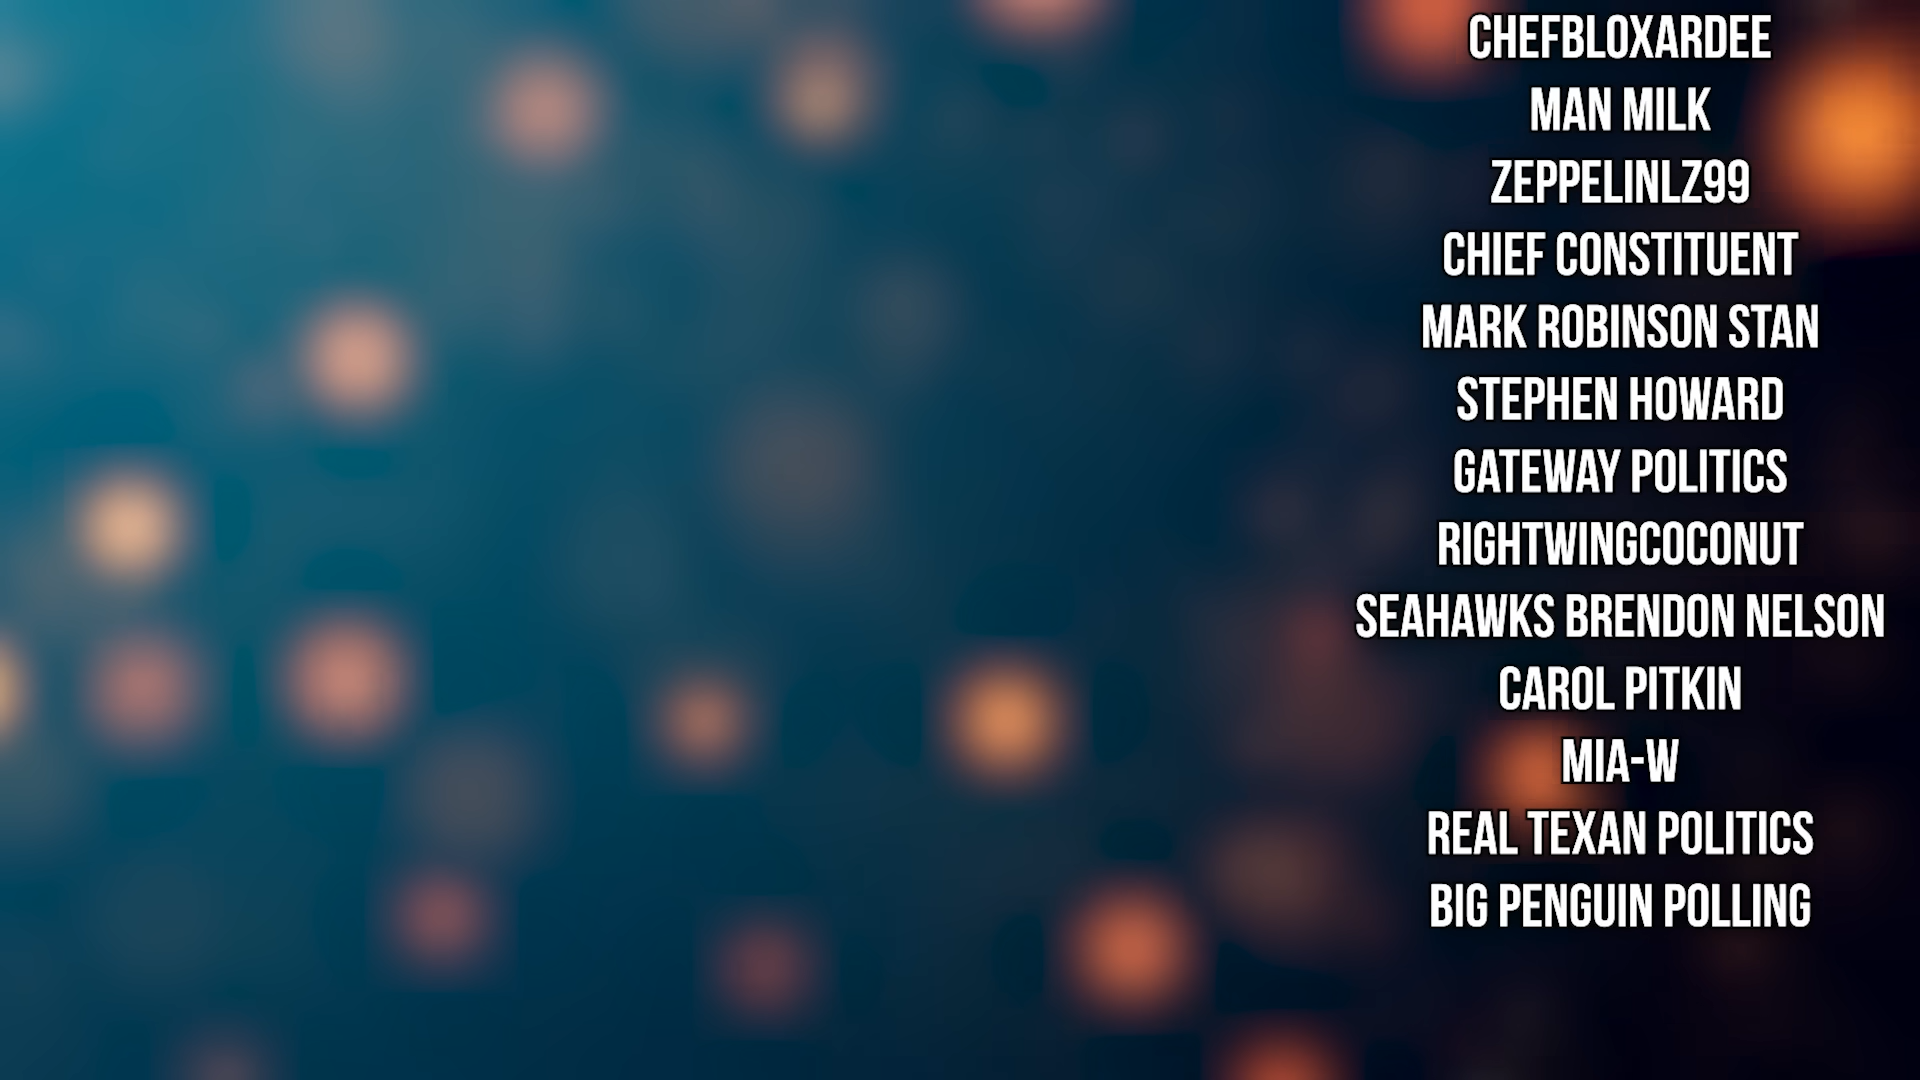 CHEFBLOXARDEE
MAN MILK
ZEPPELINLZ99
CHIEF CONSTITUENT
MARK ROBINSON STAN
STEPHEN HOWARD
GATEWAY POLITICS
RIGHTWINGCOCONUT
SEAHAWKS BRENDON NELSON
CAROL PITKIN
MIA-W
REAL TEXAN POLITICS
BIG PENGUIN POLLING